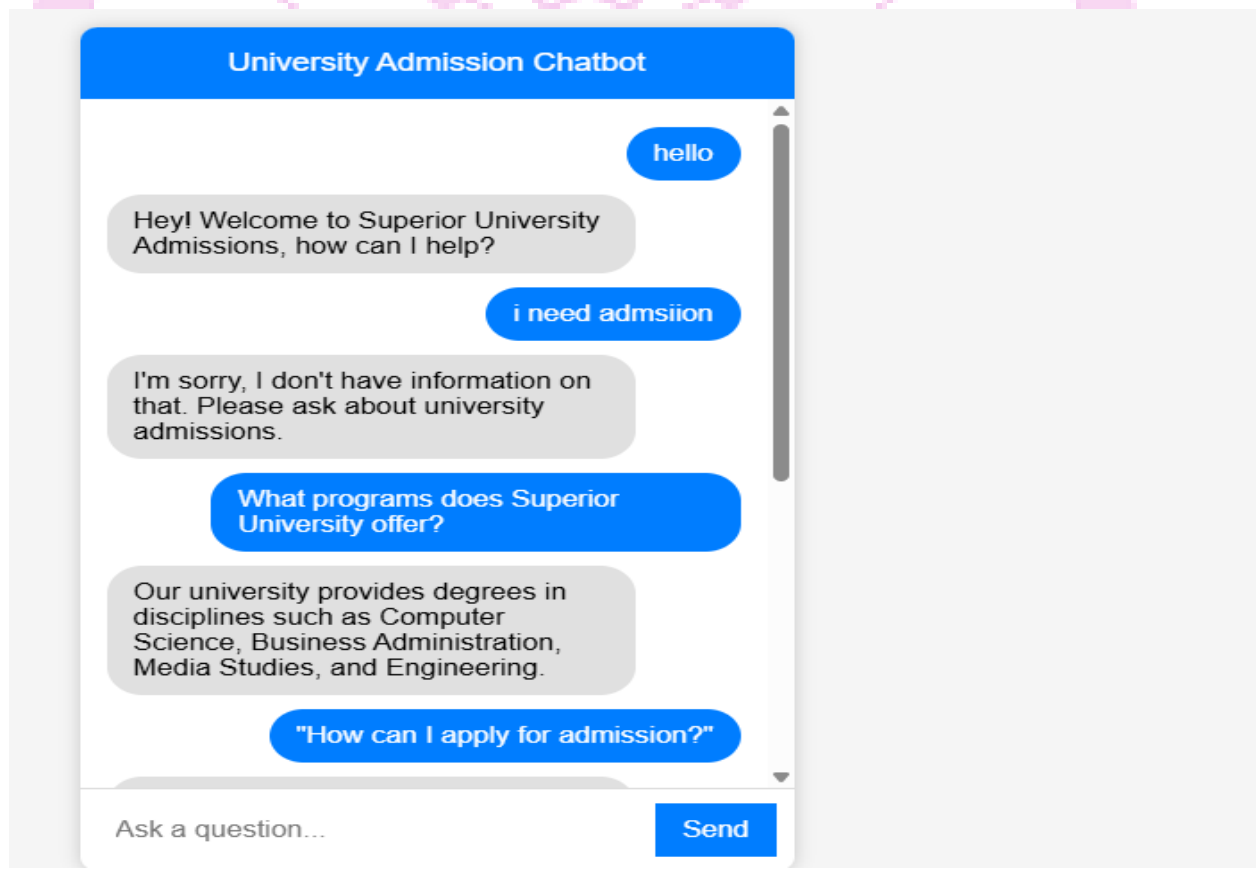 University Admission Chatbot
hello
Hey! Welcome to Superior University
Admissions, how can I help?
i need admsiion
I'm sorry, I don't have information on
that. Please ask about university
admissions.
What programs does Superior
University offer?
Our university provides degrees in
disciplines such as Computer
Science, Business Administration,
Media Studies, and Engineering.
"How can I apply for admission?"
Ask a question...
Send